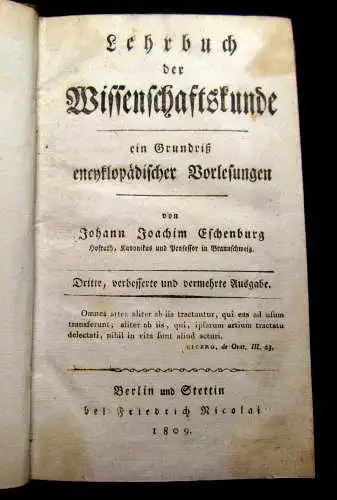 Lehrbuch
der
Wissenschaftskunde
ein Grundriß
encyklopädischer Vorlesungen
von
Johann Joachim Eschenburg
Hofrath, Kanonikus und Professor in Braunschweig.
Dritte, verbesserte und vermehrte Ausgabe.
Omnes artes aliter ab iis tractantur, qui eas ad usum
transferunt, aliter ab iis, qui, ipsarum artium tractatu
delectati, nihil in vita sunt aliud acturi.
CICERO, de Orat. III. 23.
Berlin und Stettin
bei Friedrich Nicolai
1809.